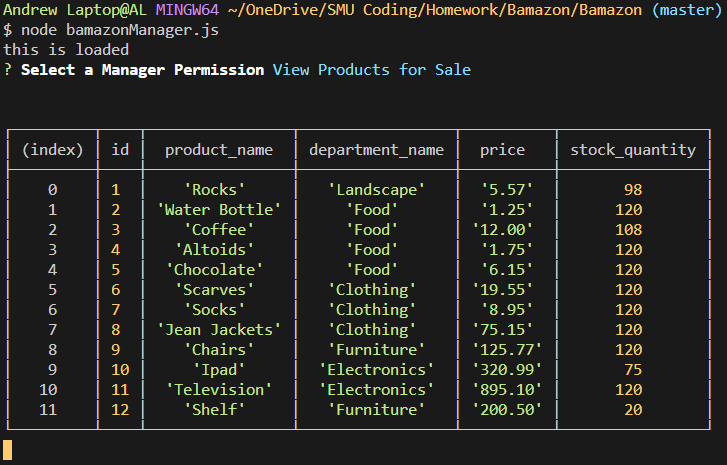 Andrew Laptop@AL MINGW64 ~/OneDrive/SMU Coding/Homework/Bamazon/Bamazon (master)
$ node bamazonManager.js
this is loaded
? Select a Manager Permission View Products for Sale
(index) id product_name department_name price stock_quantity
0 1 'Rocks' 'Landscape' '5.57' 98
1 2 'Water Bottle' 'Food' '1.25' 120
2 3 'Coffee' 'Food' '12.00' 108
3 4 'Altoids' 'Food' '1.75' 120
4 5 'Chocolate' 'Food' '6.15' 120
5 6 'Scarves' 'Clothing' '19.55' 120
6 7 'Socks' 'Clothing' '8.95' 120
7 8 'Jean Jackets' 'Clothing' '75.15' 120
8 9 'Chairs' 'Furniture' '125.77' 120
9 10 'Ipad' 'Electronics' '320.99' 75
10 11 'Television' 'Electronics' '895.10' 120
11 12 'Shelf' 'Furniture' '200.50' 20